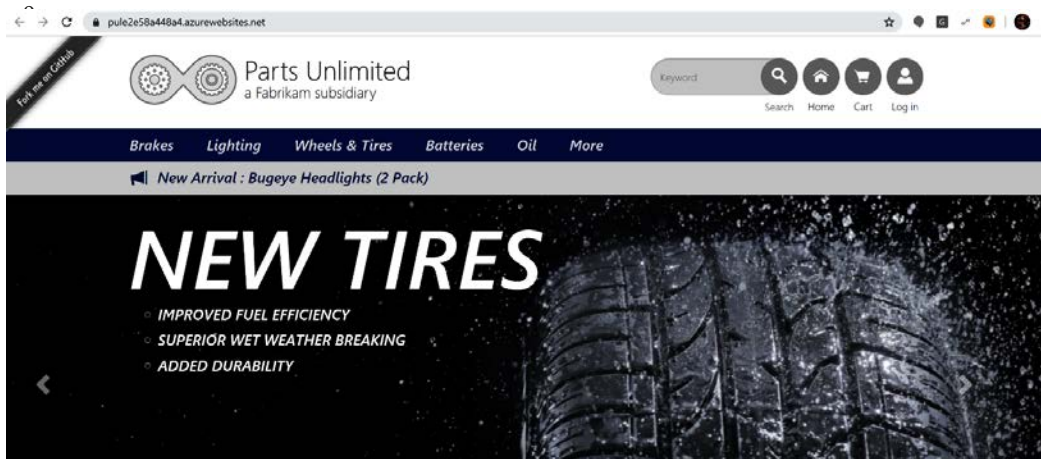 pule2e58a448a4.azurewebsites.net
Fork me on GitHub
Parts Unlimited
a Fabrikam subsidiary
Keyword
Search Home Cart Log in
Brakes Lighting Wheels & Tires Batteries Oil More
New Arrival : Bugeye Headlights (2 Pack)
NEW TIRES
IMPROVED FUEL EFFICIENCY
SUPERIOR WET WEATHER BREAKING
ADDED DURABILITY